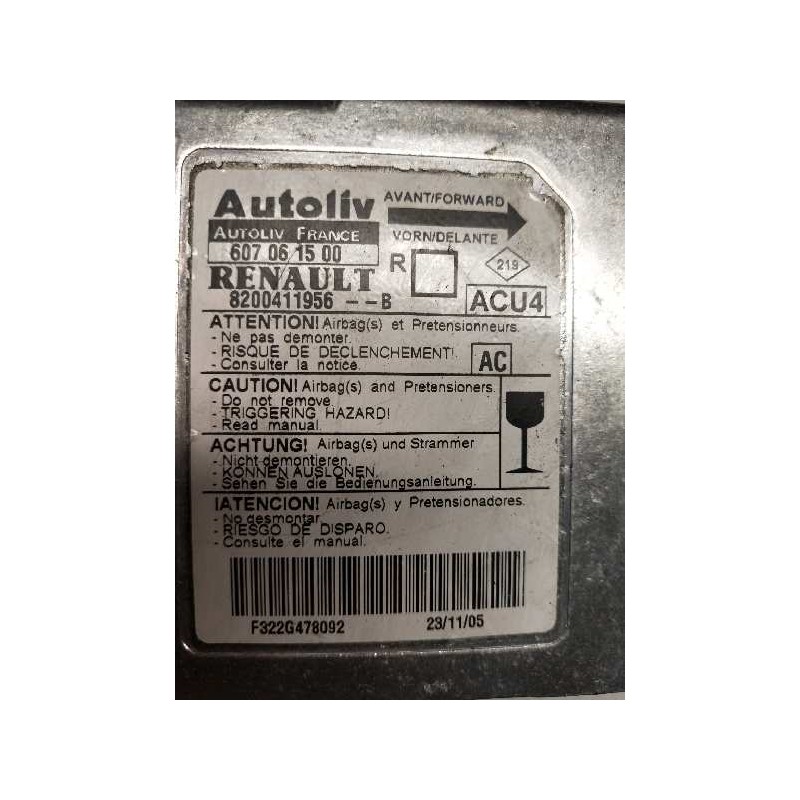 Autoliv
AVANT/FORWARD
AUTOLIV FRANCE
VORN/DELANTE
607 06 15 00
R
219
RENAULT
8200411956 --B
ACU4
ATTENTION! Airbag(s) et Pretensionneurs.
- Ne pas demonter.
- RISQUE DE DECLENCHEMENT!
- Consulter la notice.
AC
CAUTION! Airbag(s) and Pretensioners.
- Do not remove.
- TRIGGERING HAZARD!
- Read manual.
ACHTUNG! Airbag(s) und Strammer
- Nicht demontieren.
- KONNEN AUSLONEN.
- Sehen Sie die Bedienungsanleitung.
!ATENCION! Airbag(s) y Pretensionadores.
- No desmontar
- RIESGO DE DISPARO.
- Consulte el manual.
F322G478092
23/11/05